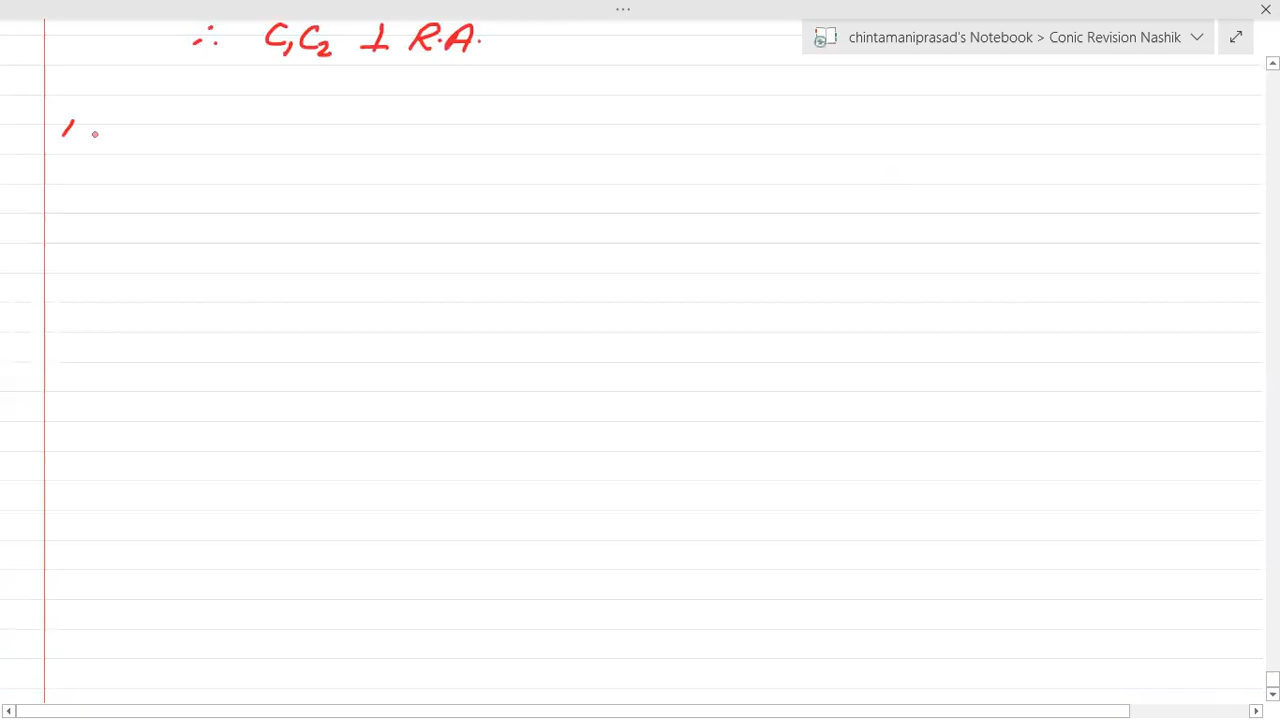 ∴ C₁C₂ ⊥ R.A.
chintamaniprasad's Notebook > Conic Revision Nashik